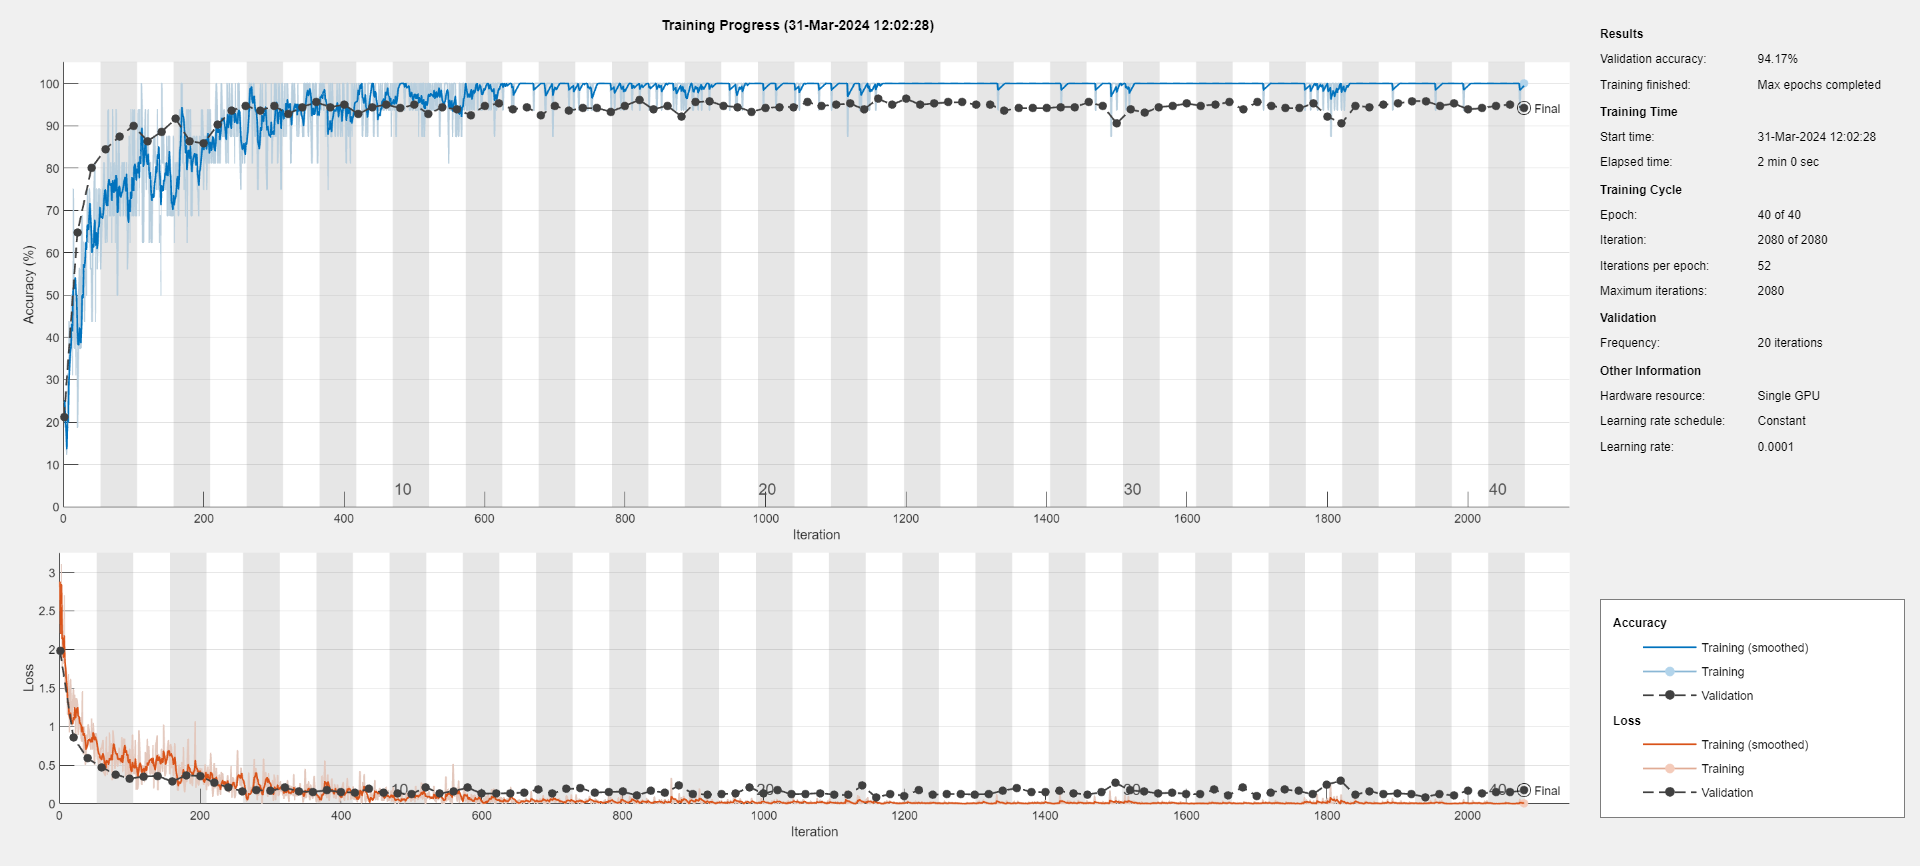 Training Progress (31-Mar-2024 12:02:28)
100
90
80
70
60
50
40
30
20
10
0
Accuracy (%)
10
20
30
40
Final
0
200
400
600
800
1000
1200
1400
1600
1800
2000
Iteration
3
2.5
2
1.5
1
0.5
0
Loss
10
20
30
40
Final
0
200
400
600
800
1000
1200
1400
1600
1800
2000
Iteration
Results
Validation accuracy: 94.17%
Training finished: Max epochs completed
Training Time
Start time: 31-Mar-2024 12:02:28
Elapsed time: 2 min 0 sec
Training Cycle
Epoch: 40 of 40
Iteration: 2080 of 2080
Iterations per epoch: 52
Maximum iterations: 2080
Validation
Frequency: 20 iterations
Other Information
Hardware resource: Single GPU
Learning rate schedule: Constant
Learning rate: 0.0001
Accuracy
Training (smoothed)
Training
Validation
Loss
Training (smoothed)
Training
Validation